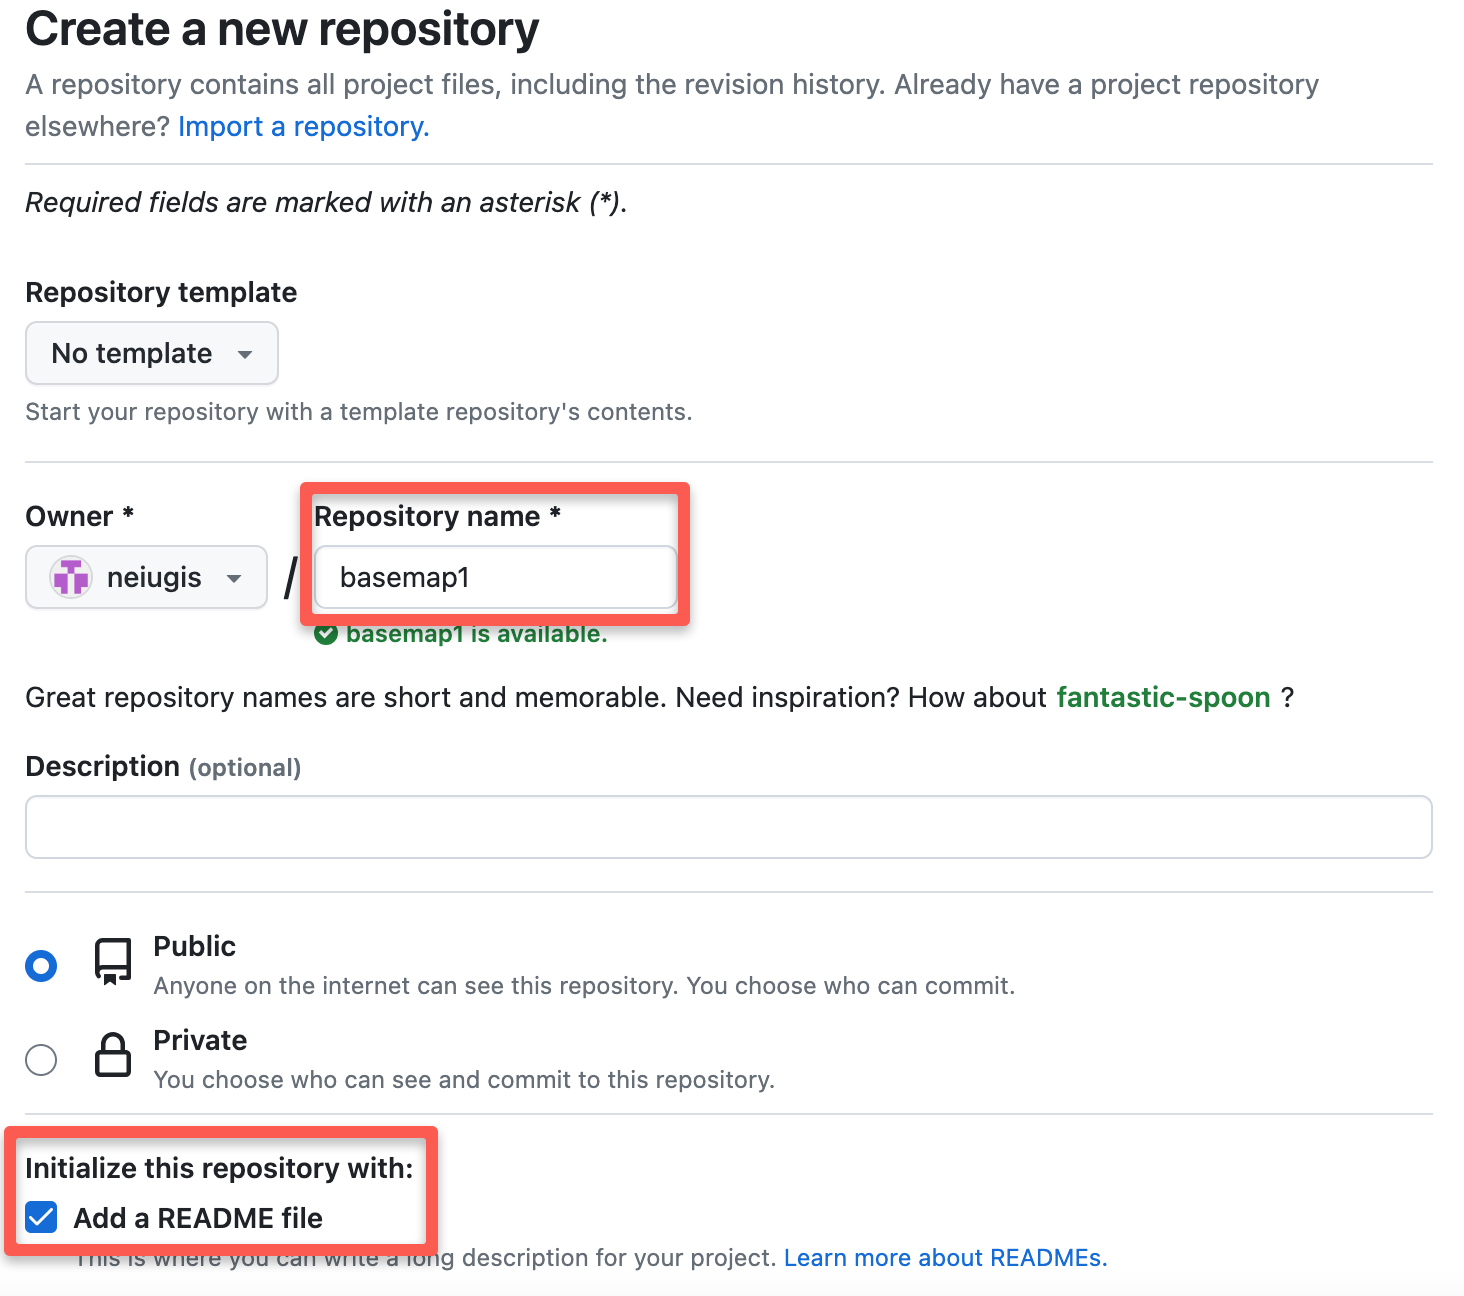 Create a new repository
A repository contains all project files, including the revision history. Already have a project repository
elsewhere? Import a repository.
Required fields are marked with an asterisk (*).
Repository template
No template
Start your repository with a template repository's contents.
Owner *
Repository name *
neiugis
/
basemap1
basemap1 is available.
Great repository names are short and memorable. Need inspiration? How about fantastic-spoon ?
Description (optional)
Public
Anyone on the internet can see this repository. You choose who can commit.
Private
You choose who can see and commit to this repository.
Initialize this repository with:
Add a README file
This is where you can write a long description for your project. Learn more about READMEs.